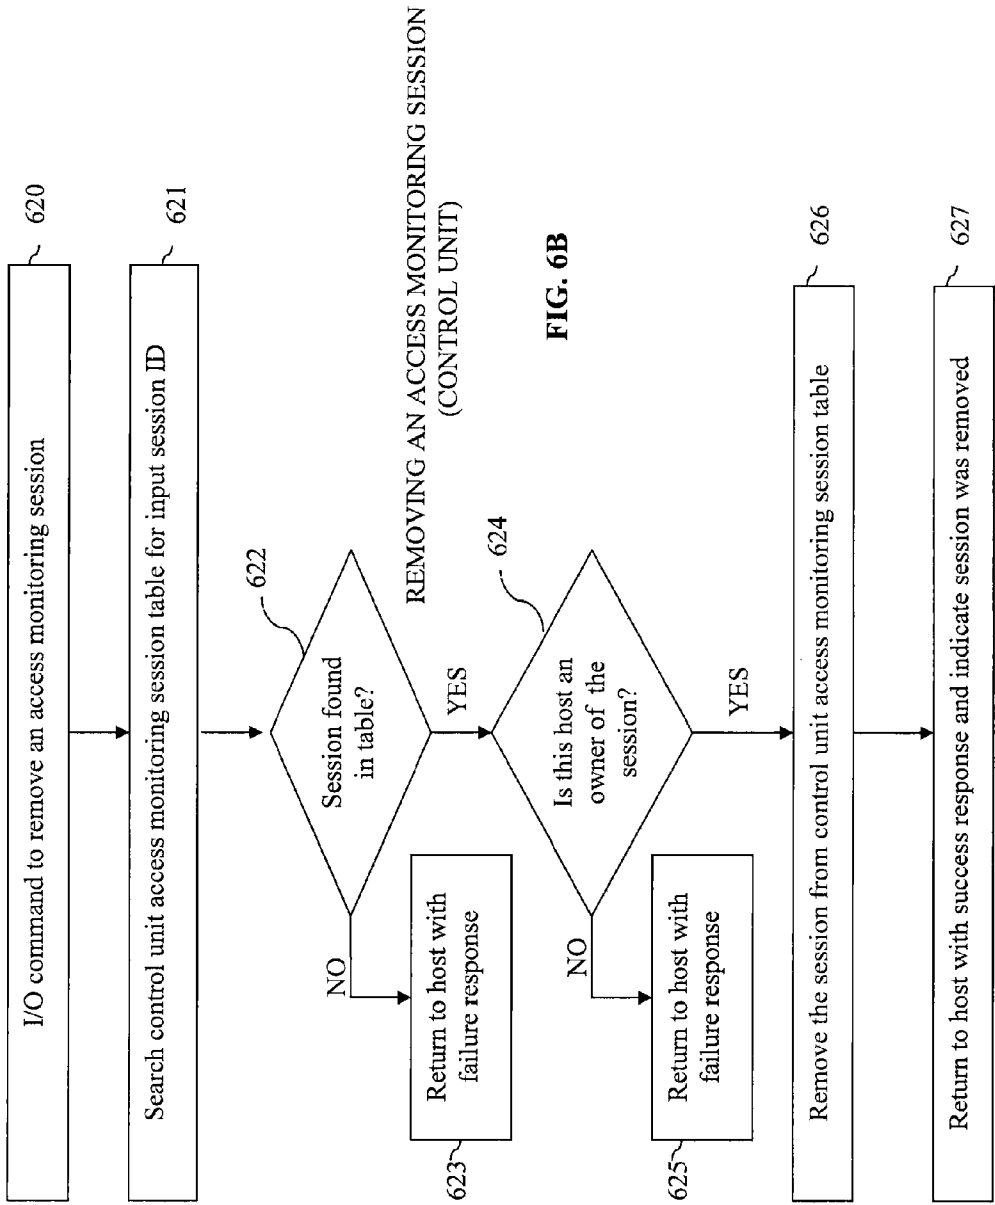 I/O command to remove an access monitoring session
620
Search control unit access monitoring session table for input session ID
621
622
Session found
in table?
NO
YES
Return to host with
failure response
623
REMOVING AN ACCESS MONITORING SESSION
(CONTROL UNIT)
624
Is this host an
owner of the
session?
NO
YES
Return to host with
failure response
625
FIG. 6B
Remove the session from control unit access monitoring session table
626
Return to host with success response and indicate session was removed
627